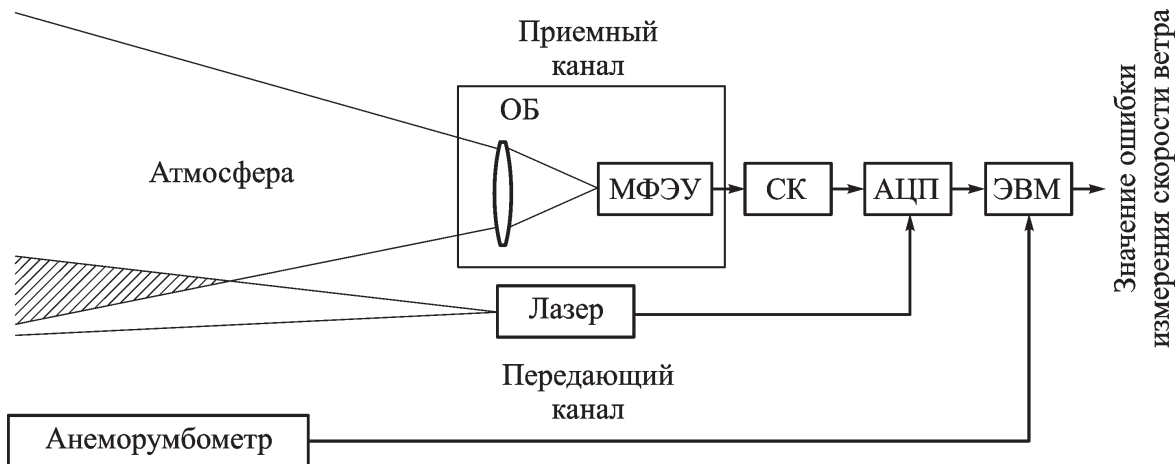 Приемный
канал
ОБ
Атмосфера
МФЭУ
СК
АЦП
ЭВМ
Значение ошибки
измерения скорости ветра
Лазер
Передающий
канал
Анеморумбометр